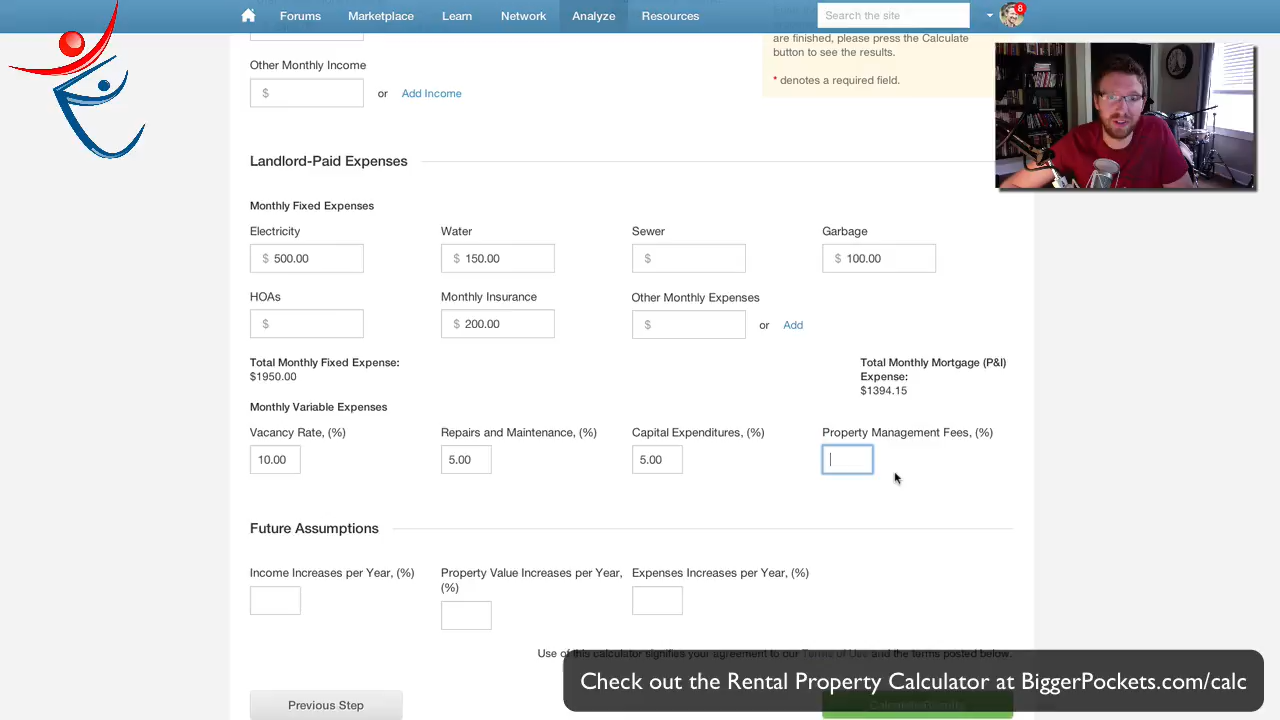 Forums Marketplace Learn Network Analyze Resources Search the site 8
are finished, please press the Calculate
button to see the results.
* denotes a required field.
Other Monthly Income
$ or Add Income
Landlord-Paid Expenses
Monthly Fixed Expenses
Electricity Water Sewer Garbage
$ 500.00 $ 150.00 $ $ 100.00
HOAs Monthly Insurance Other Monthly Expenses
$ $ 200.00 $ or Add
Total Monthly Fixed Expense:
$1950.00
Total Monthly Mortgage (P&I)
Expense:
$1394.15
Monthly Variable Expenses
Vacancy Rate, (%) Repairs and Maintenance, (%) Capital Expenditures, (%) Property Management Fees, (%)
10.00 5.00 5.00
Future Assumptions
Income Increases per Year, (%) Property Value Increases per Year, (%) Expenses Increases per Year, (%)
Use of this calculator signifies your agreement to our Terms of Use and the terms posted below.
Check out the Rental Property Calculator at BiggerPockets.com/calc
Previous Step Calculate Results